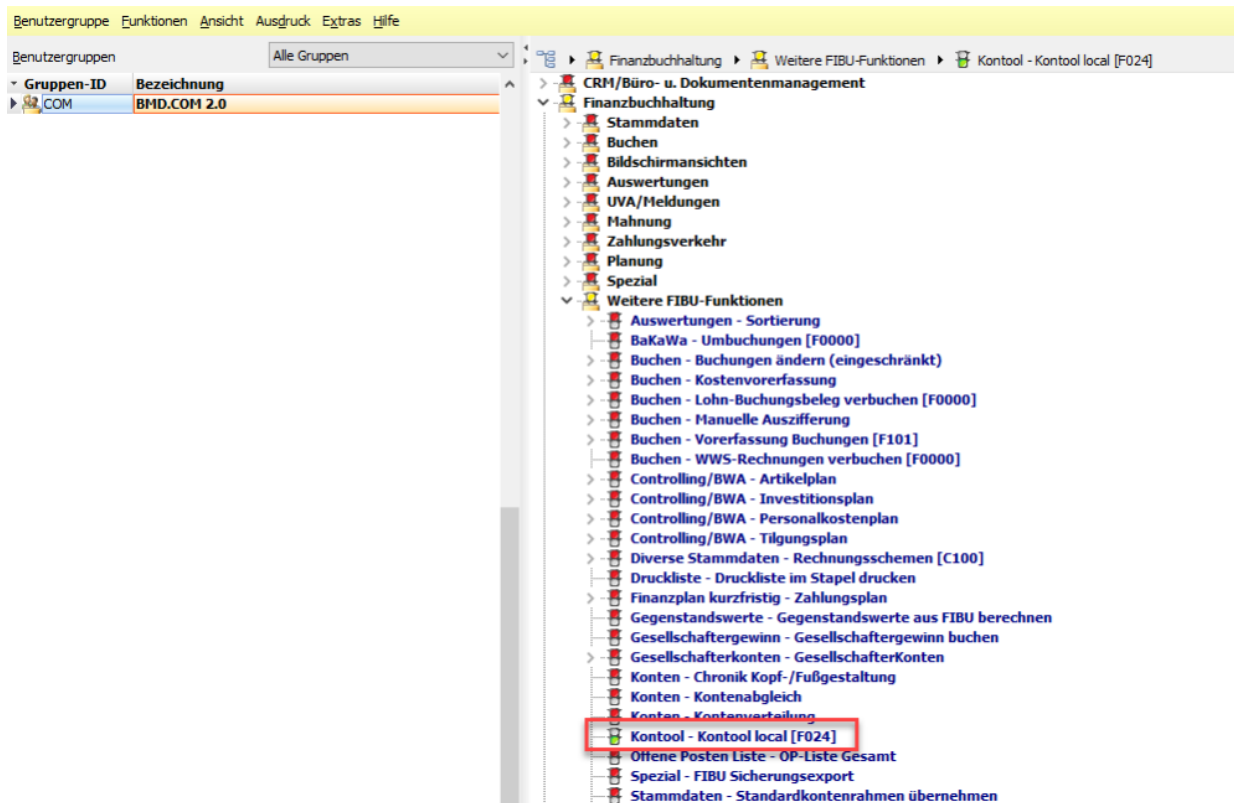 Benutzergruppe Funktionen Ansicht Ausdruck Extras Hilfe
Benutzergruppen Alle Gruppen
Gruppen-ID Bezeichnung
COM BMD.COM 2.0
Finanzbuchhaltung Weitere FIBU-Funktionen Kontool - Kontool local [F024]
CRM/Büro- u. Dokumentenmanagement
Finanzbuchhaltung
Stammdaten
Buchen
Bildschirmansichten
Auswertungen
UVA/Meldungen
Mahnung
Zahlungsverkehr
Planung
Spezial
Weitere FIBU-Funktionen
Auswertungen - Sortierung
BaKaWa - Umbuchungen [F0000]
Buchen - Buchungen ändern (eingeschränkt)
Buchen - Kostenvorerfassung
Buchen - Lohn-Buchungsbeleg verbuchen [F0000]
Buchen - Manuelle Auszifferung
Buchen - Vorerfassung Buchungen [F101]
Buchen - WWS-Rechnungen verbuchen [F0000]
Controlling/BWA - Artikelplan
Controlling/BWA - Investitionsplan
Controlling/BWA - Personalkostenplan
Controlling/BWA - Tilgungsplan
Diverse Stammdaten - Rechnungsschemen [C100]
Druckliste - Druckliste im Stapel drucken
Finanzplan kurzfristig - Zahlungsplan
Gegenstandswerte - Gegenstandswerte aus FIBU berechnen
Gesellschaftergewinn - Gesellschaftergewinn buchen
Gesellschafterkonten - GesellschafterKonten
Konten - Chronik Kopf-/Fußgestaltung
Konten - Kontenabgleich
Konten - Kontenverteilung
Kontool - Kontool local [F024]
Offene Posten Liste - OP-Liste Gesamt
Spezial - FIBU Sicherungsexport
Stammdaten - Standardkontenrahmen übernehmen